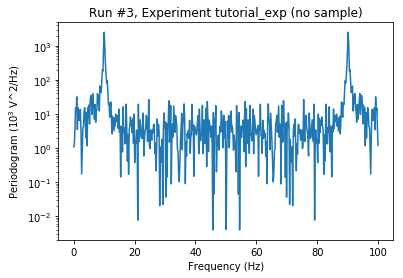 Run #3, Experiment tutorial_exp (no sample)
Periodogram (10³ V^2/Hz)
10³
10²
10¹
10⁰
10⁻¹
10⁻²
0 20 40 60 80 100
Frequency (Hz)